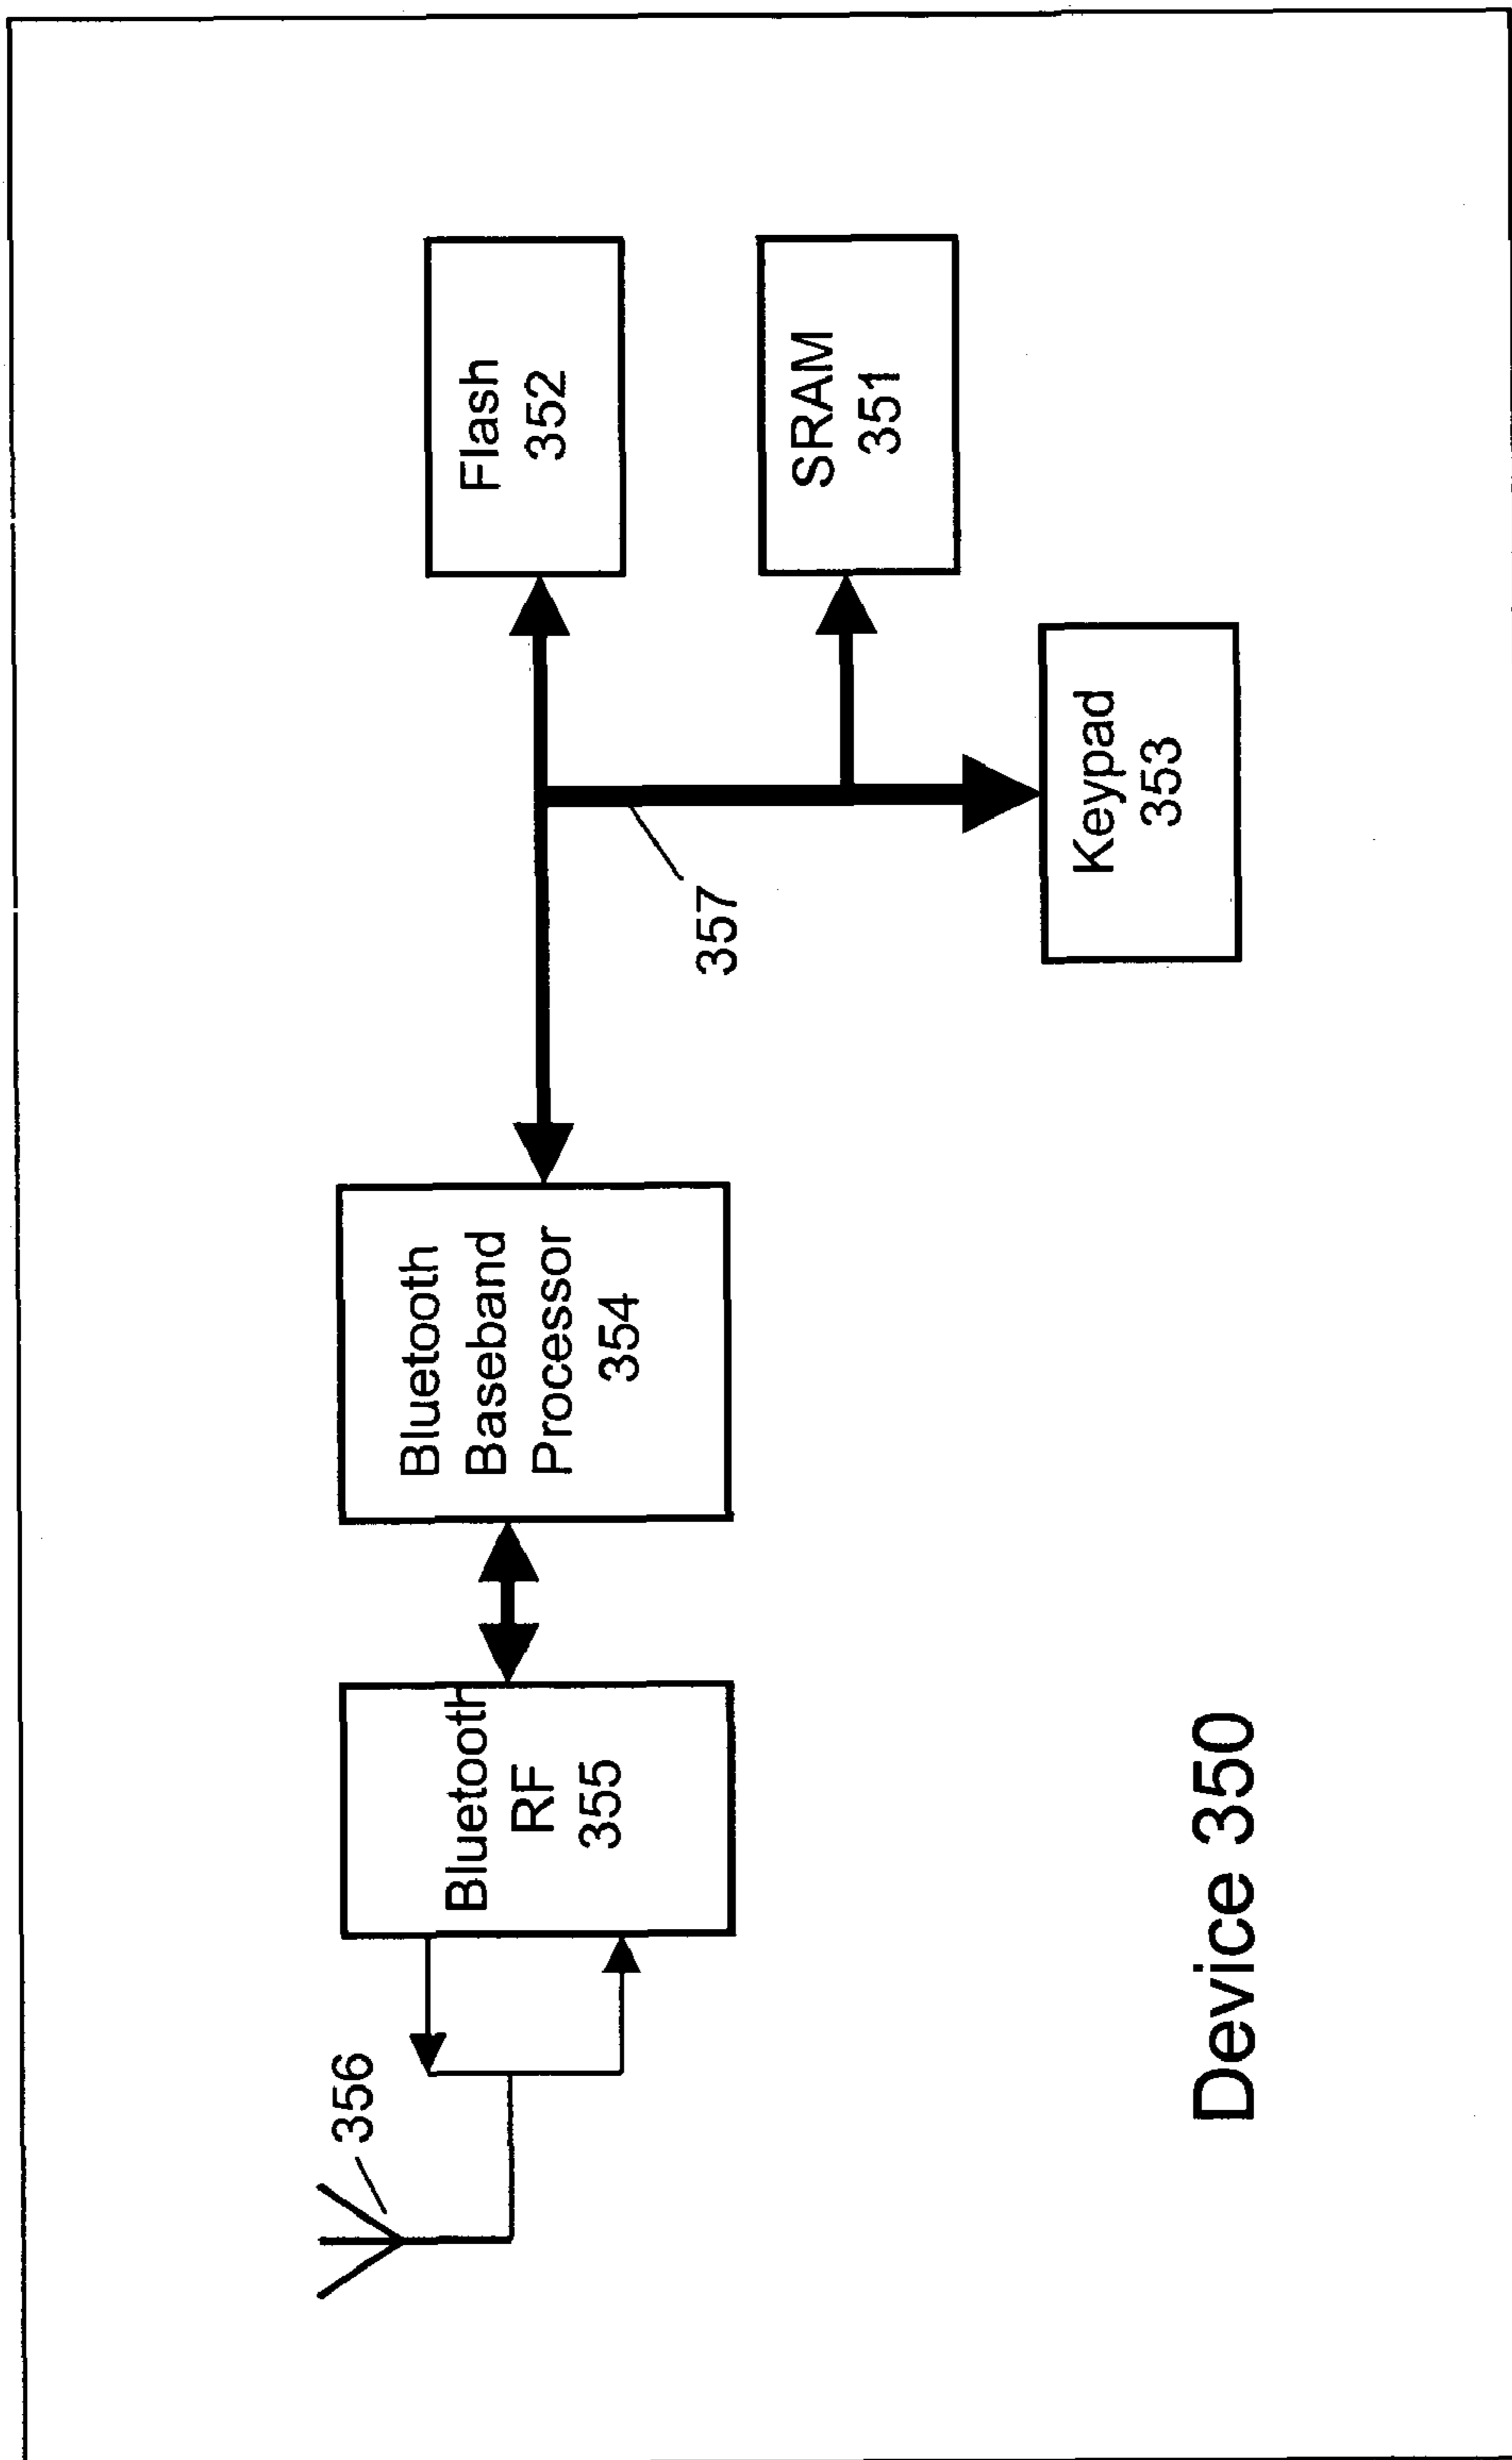 356
Bluetooth
RF
355
Bluetooth
Baseband
Processor
354
357
Flash
352
SRAM
351
Keypad
353
Device 350